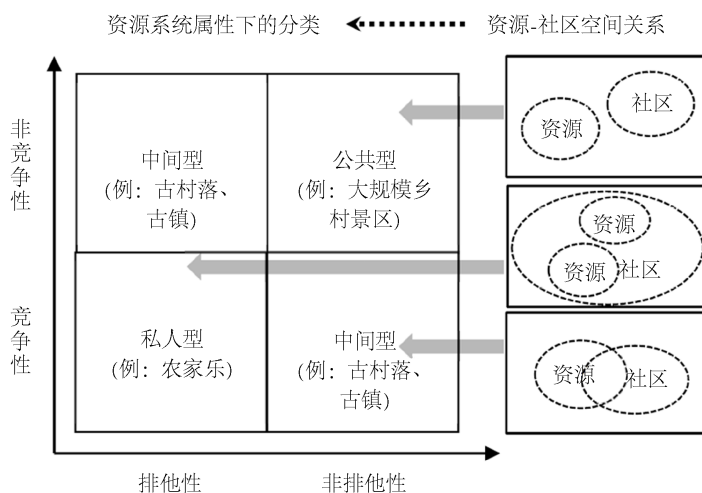 资源系统属性下的分类
资源-社区空间关系
非竞争性
竞争性
中间型
(例：古村落、
古镇)
公共型
(例：大规模乡
村景区)
私人型
(例：农家乐)
中间型
(例：古村落、
古镇)
排他性
非排他性
资源
社区
资源
资源
社区
资源
社区